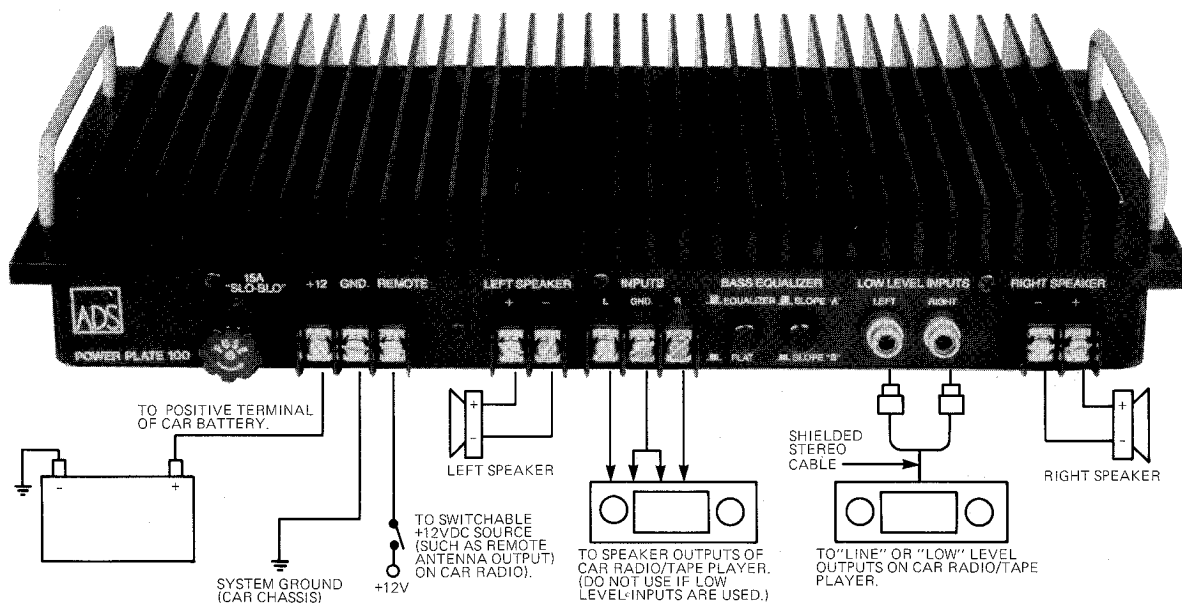 15A
"SLO-SLO"
+12 GND. REMOTE
LEFT SPEAKER
+ −
INPUTS
L GND. R
BASS EQUALIZER
EQUALIZER SLOPE "A"
FLAT SLOPE "B"
LOW LEVEL INPUTS
LEFT RIGHT
RIGHT SPEAKER
− +
ADS
POWER PLATE 100
TO POSITIVE TERMINAL
OF CAR BATTERY.
- +
SYSTEM GROUND
(CAR CHASSIS)
TO SWITCHABLE
+12VDC SOURCE
(SUCH AS REMOTE
ANTENNA OUTPUT)
ON CAR RADIO).
+12V
+
-
LEFT SPEAKER
TO SPEAKER OUTPUTS OF
CAR RADIO/TAPE PLAYER.
(DO NOT USE IF LOW
LEVEL INPUTS ARE USED.)
SHIELDED
STEREO
CABLE
TO "LINE" OR "LOW" LEVEL
OUTPUTS ON CAR RADIO/TAPE
PLAYER.
+
-
RIGHT SPEAKER